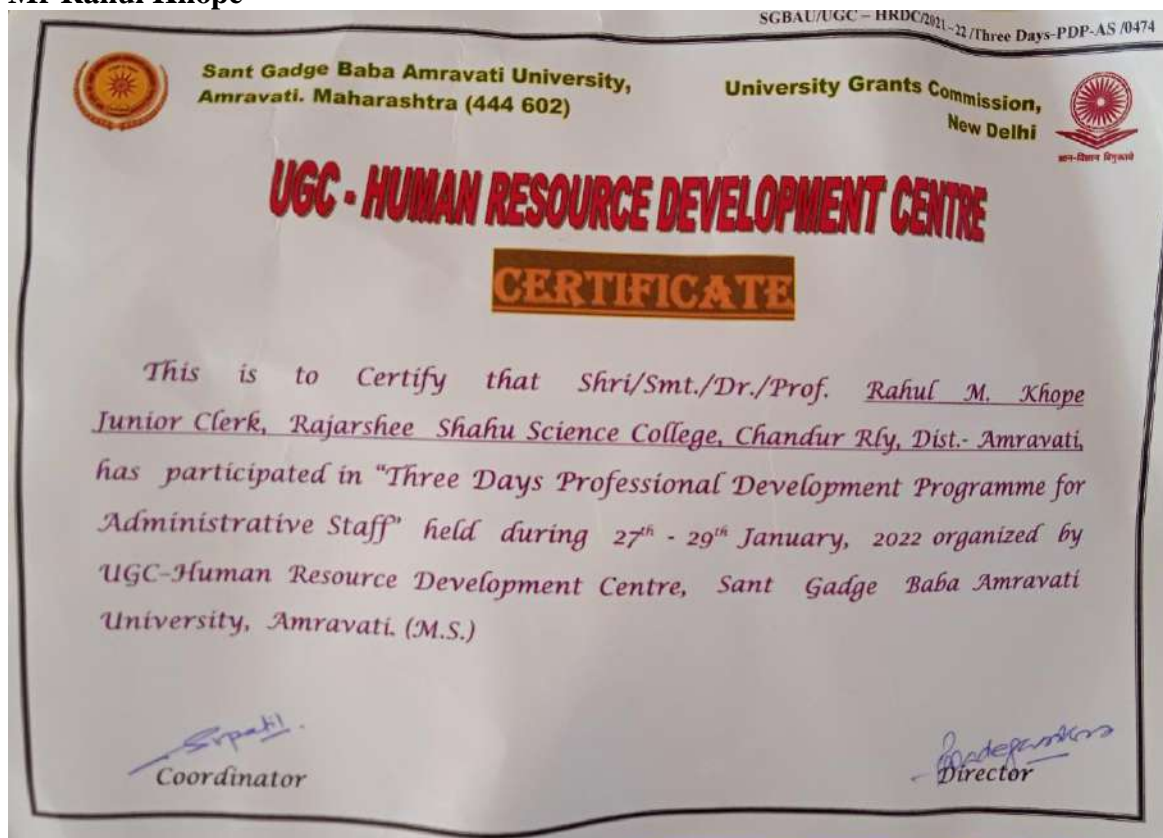 Mr Rahul Khope
SGBAU/UGC – HRDC/2021-22/Three Days-PDP-AS /0474
Sant Gadge Baba Amravati University,
Amravati. Maharashtra (444 602)
University Grants Commission,
New Delhi
ज्ञान-विज्ञान विमुक्तये
UGC - HUMAN RESOURCE DEVELOPMENT CENTRE
CERTIFICATE
This is to Certify that Shri/Smt./Dr./Prof. Rahul M. Khope
Junior Clerk, Rajarshee Shahu Science College, Chandur Rly, Dist.- Amravati,
has participated in "Three Days Professional Development Programme for
Administrative Staff" held during 27th - 29th January, 2022 organized by
UGC-Human Resource Development Centre, Sant Gadge Baba Amravati
University, Amravati. (M.S.)
Coordinator
Director